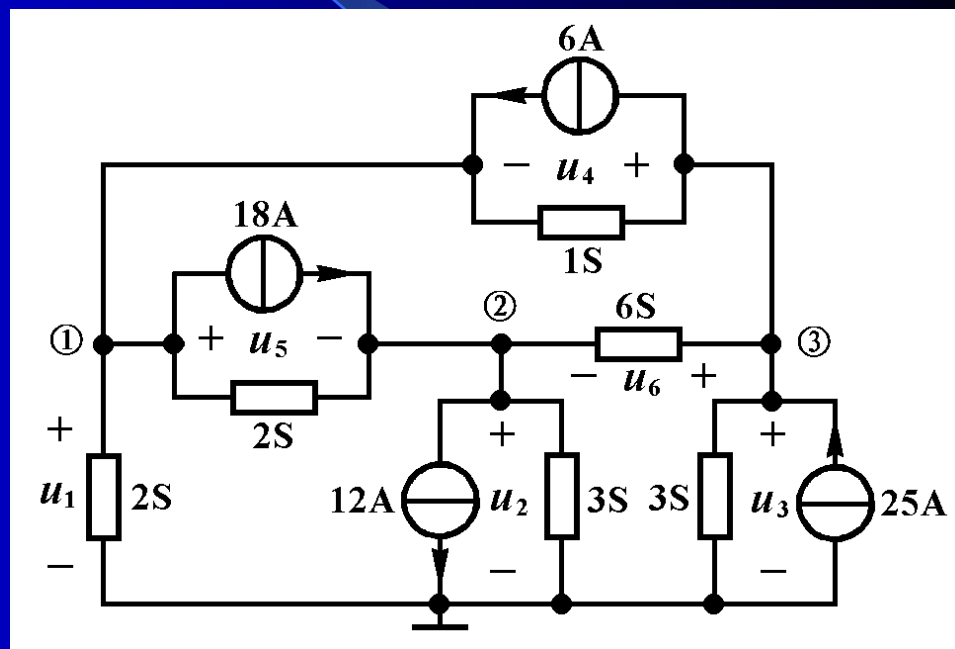 6A
− u4 +
1S
18A
① + u5 −
2S
② 6S ③
− u6 +
+ u1 − 2S
12A + u2 − 3S
3S + u3 − 25A